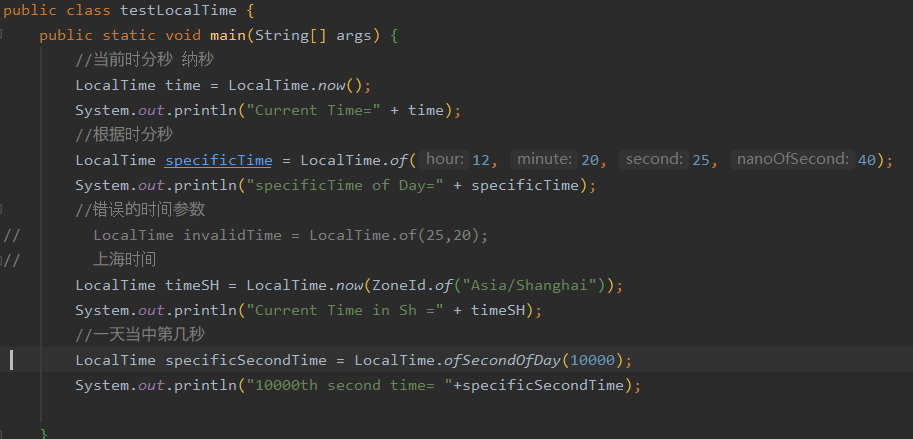 public class testLocalTime {
public static void main(String[] args) {
//当前时分秒 纳秒
LocalTime time = LocalTime.now();
System.out.println("Current Time=" + time);
//根据时分秒
LocalTime specificTime = LocalTime.of( hour: 12, minute: 20, second: 25, nanoOfSecond: 40);
System.out.println("specificTime of Day=" + specificTime);
//错误的时间参数
// LocalTime invalidTime = LocalTime.of(25,20);
// 上海时间
LocalTime timeSH = LocalTime.now(ZoneId.of("Asia/Shanghai"));
System.out.println("Current Time in Sh =" + timeSH);
//一天当中第几秒
LocalTime specificSecondTime = LocalTime.ofSecondOfDay(10000);
System.out.println("10000th second time= "+specificSecondTime);
}